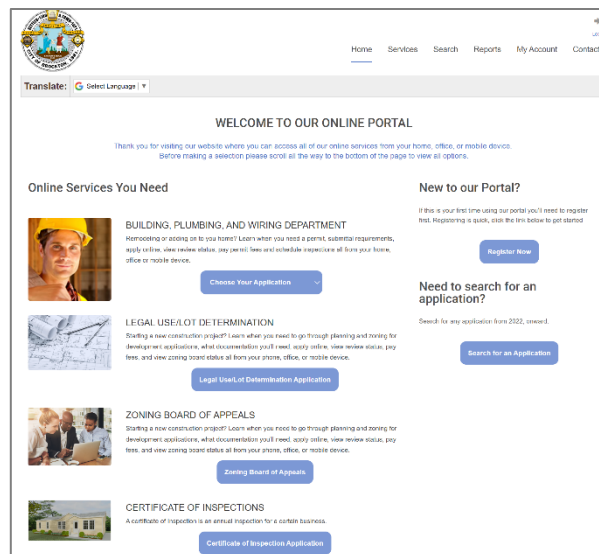 Home Services Search Reports My Account Contact
Translate: G Select Language ▼
WELCOME TO OUR ONLINE PORTAL
Thank you for visiting our website where you can access all of our online services from your home, office, or mobile device.
Before making a selection please scroll all the way to the bottom of the page to view all options.
Online Services You Need
BUILDING, PLUMBING, AND WIRING DEPARTMENT
Remodeling or adding on to you home? Learn when you need a permit, submittal requirements,
apply online, view review status, pay permit fees and schedule inspections all from your home,
office or mobile device.
Choose Your Application
LEGAL USE/LOT DETERMINATION
Starting a new construction project? Learn when you need to go through planning and zoning for
development applications, what documentation you'll need, apply online, view review status, pay
fees, and view zoning board status all from your phone, office, or mobile device.
Legal Use/Lot Determination Application
ZONING BOARD OF APPEALS
Starting a new construction project? Learn when you need to go through planning and zoning for
development applications, what documentation you'll need, apply online, view review status, pay
fees, and view zoning board status all from your phone, office, or mobile device.
Zoning Board of Appeals
CERTIFICATE OF INSPECTIONS
A certificate of Inspection is an annual inspection for a certain business.
Certificate of Inspection Application
New to our Portal?
If this is your first time using our portal you'll need to register
first. Registering is quick, click the link below to get started
Register Now
Need to search for an
application?
Search for any application from 2022, onward.
Search for an Application